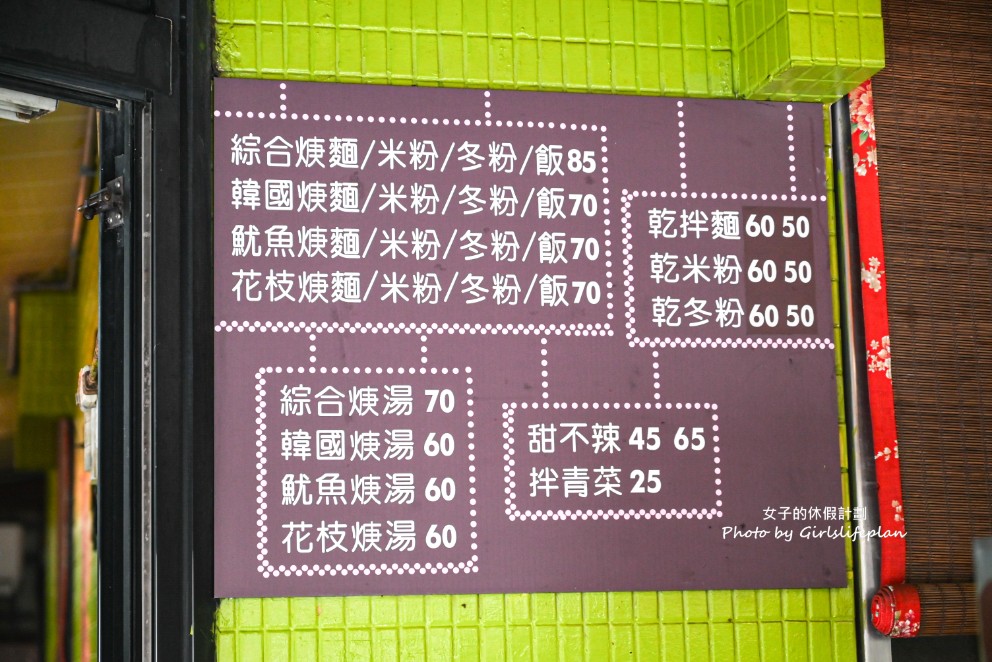 綜合焿麵/米粉/冬粉/飯85
韓國焿麵/米粉/冬粉/飯70
魷魚焿麵/米粉/冬粉/飯70
花枝焿麵/米粉/冬粉/飯70
乾拌麵 60 50
乾米粉 60 50
乾冬粉 60 50
綜合焿湯 70
韓國焿湯 60
魷魚焿湯 60
花枝焿湯 60
甜不辣 45 65
拌青菜 25
女子的休假計劃
Photo by Girlslifeplan